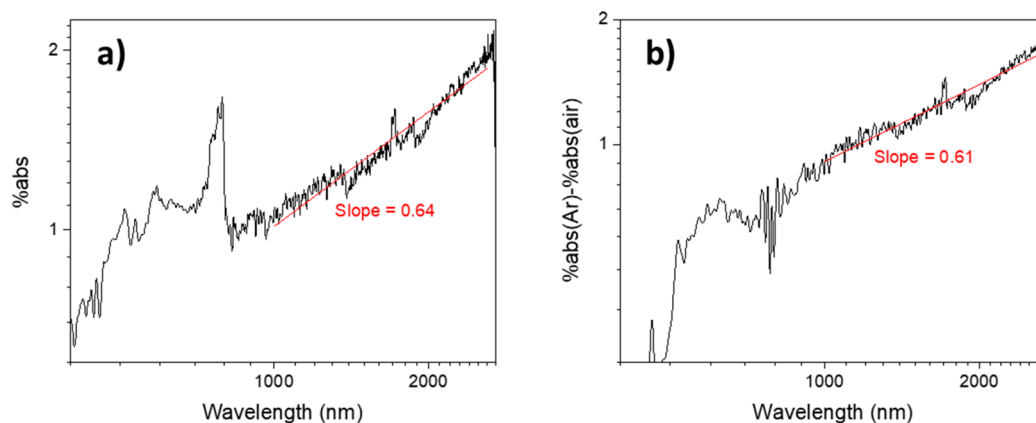 a)
2
1
%abs
Slope = 0.64
1000
2000
Wavelength (nm)
b)
2
1
%abs(Ar)-%abs(air)
Slope = 0.61
1000
2000
Wavelength (nm)